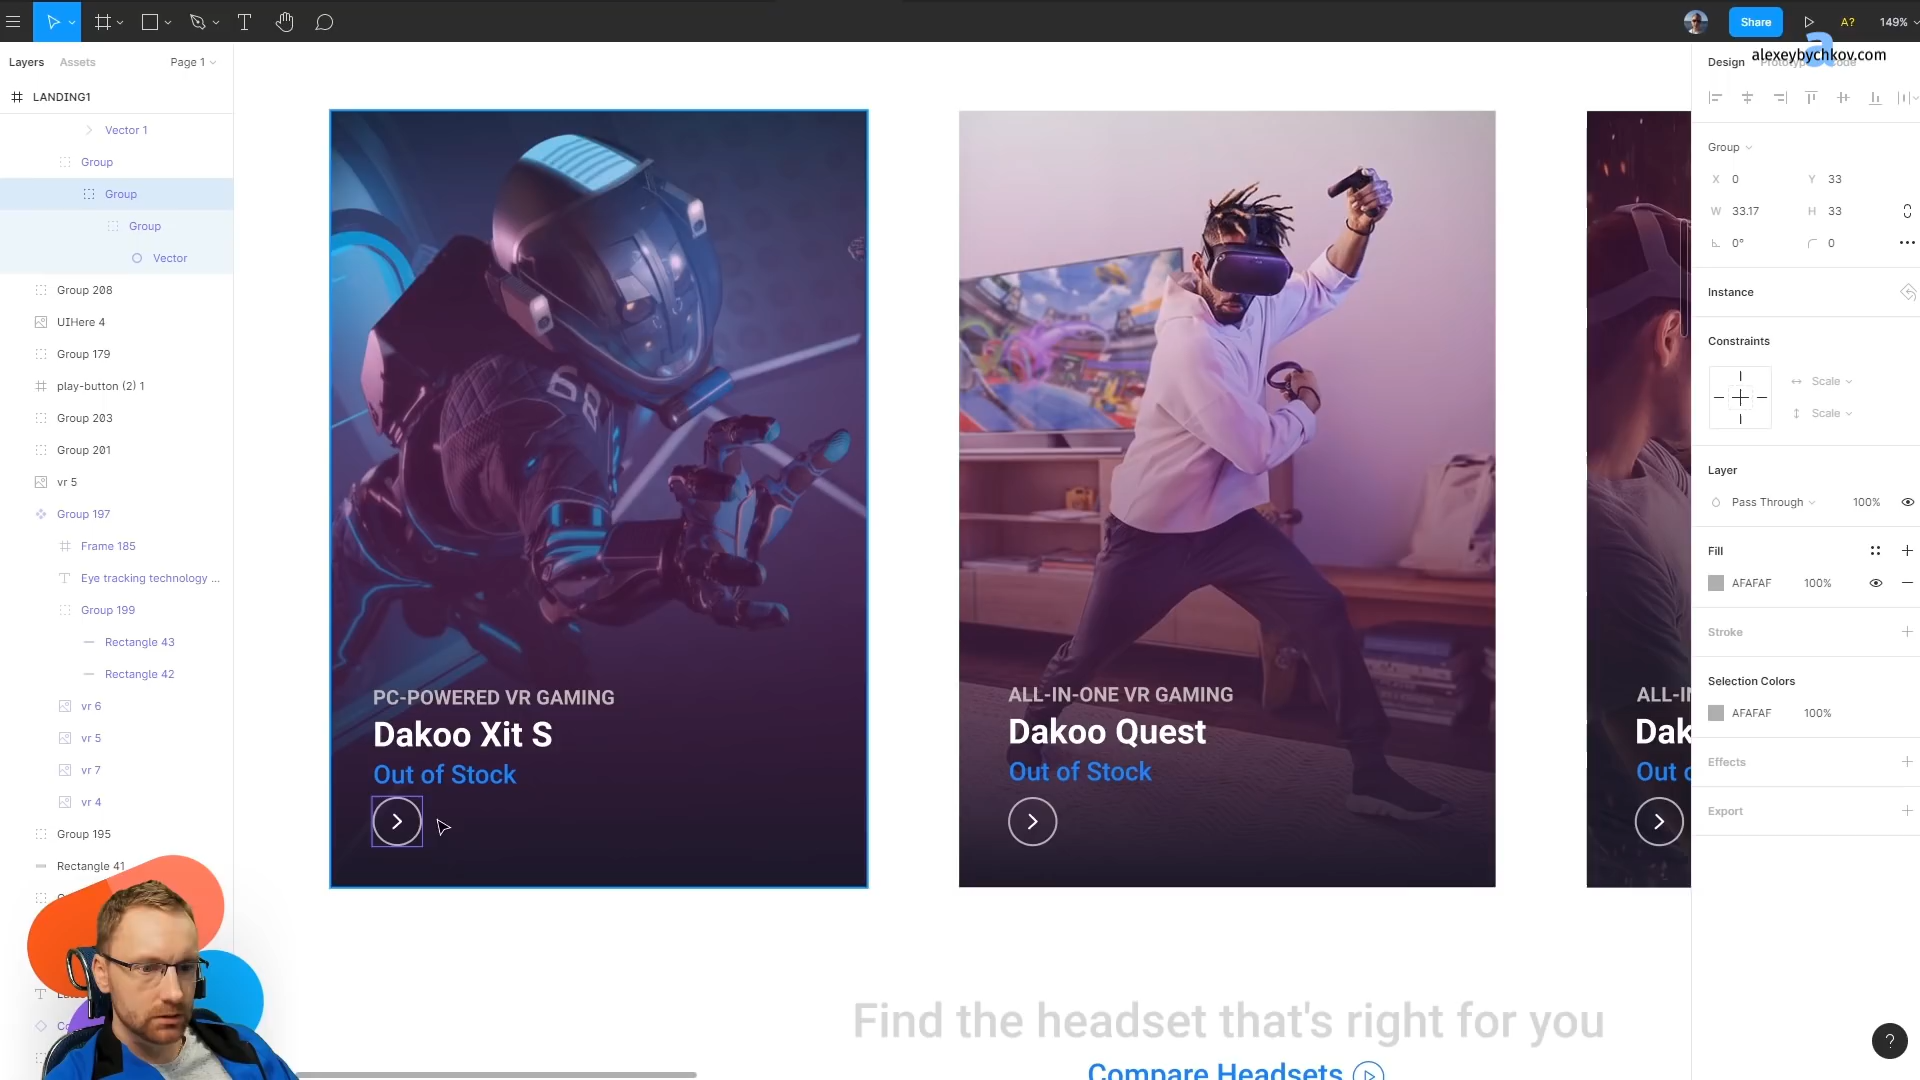 Share
A?
149%
alexeybychkov.com
Layers
Assets
Page 1
Design
LANDING1
Vector 1
Group
Group
Group
Vector
Group 208
UIHere 4
Group 179
play-button (2) 1
Group 203
Group 201
vr 5
Group 197
Frame 185
Eye tracking technology ...
Group 199
Rectangle 43
Rectangle 42
vr 6
vr 5
vr 7
vr 4
Group 195
Rectangle 41
PC-POWERED VR GAMING
Dakoo Xit S
Out of Stock
ALL-IN-ONE VR GAMING
Dakoo Quest
Out of Stock
ALL-I
Dak
Out
Find the headset that's right for you
Compare Headsets
Group
X 0 Y 33
W 33.17 H 33
0° 0
Instance
Constraints
Scale
Scale
Layer
Pass Through 100%
Fill
AFAFAF 100%
Stroke
Selection Colors
AFAFAF 100%
Effects
Export
?